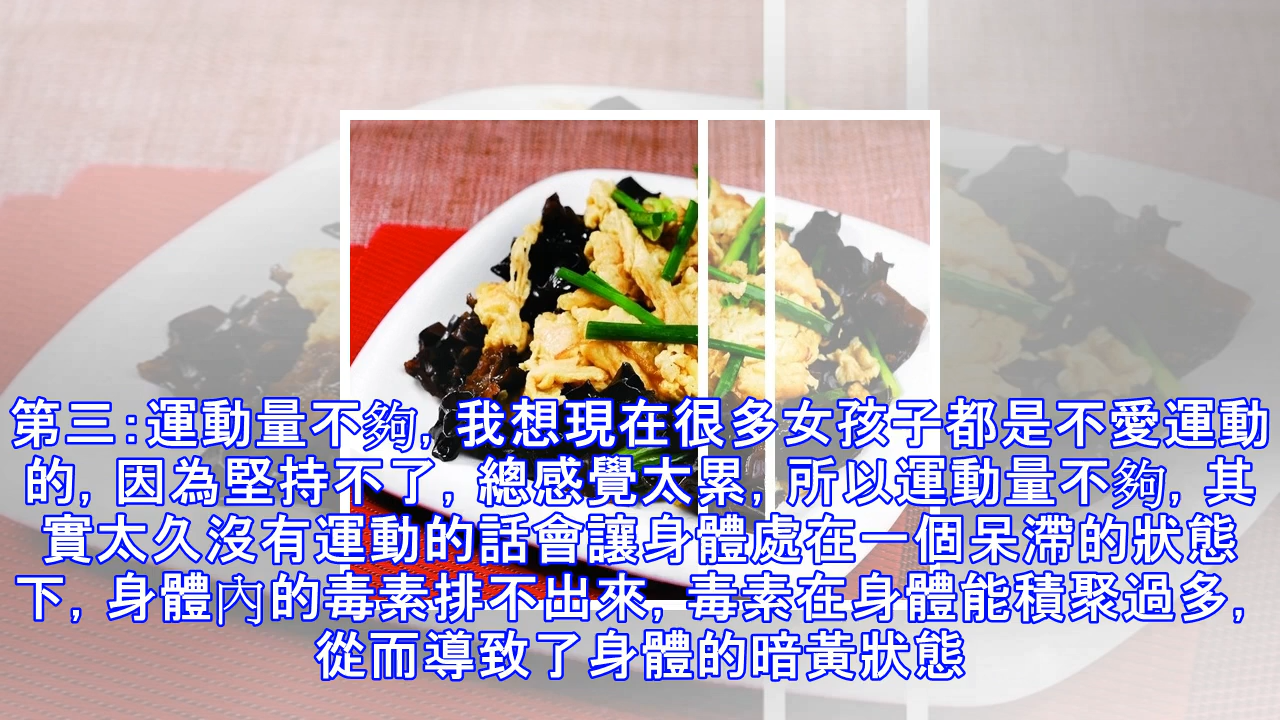 第三:運動量不夠, 我想現在很多女孩子都是不愛運動
的, 因為堅持不了, 總感覺太累, 所以運動量不夠, 其
實太久沒有運動的話會讓身體處在一個呆滯的狀態
下, 身體內的毒素排不出來, 毒素在身體能積聚過多,
從而導致了身體的暗黃狀態